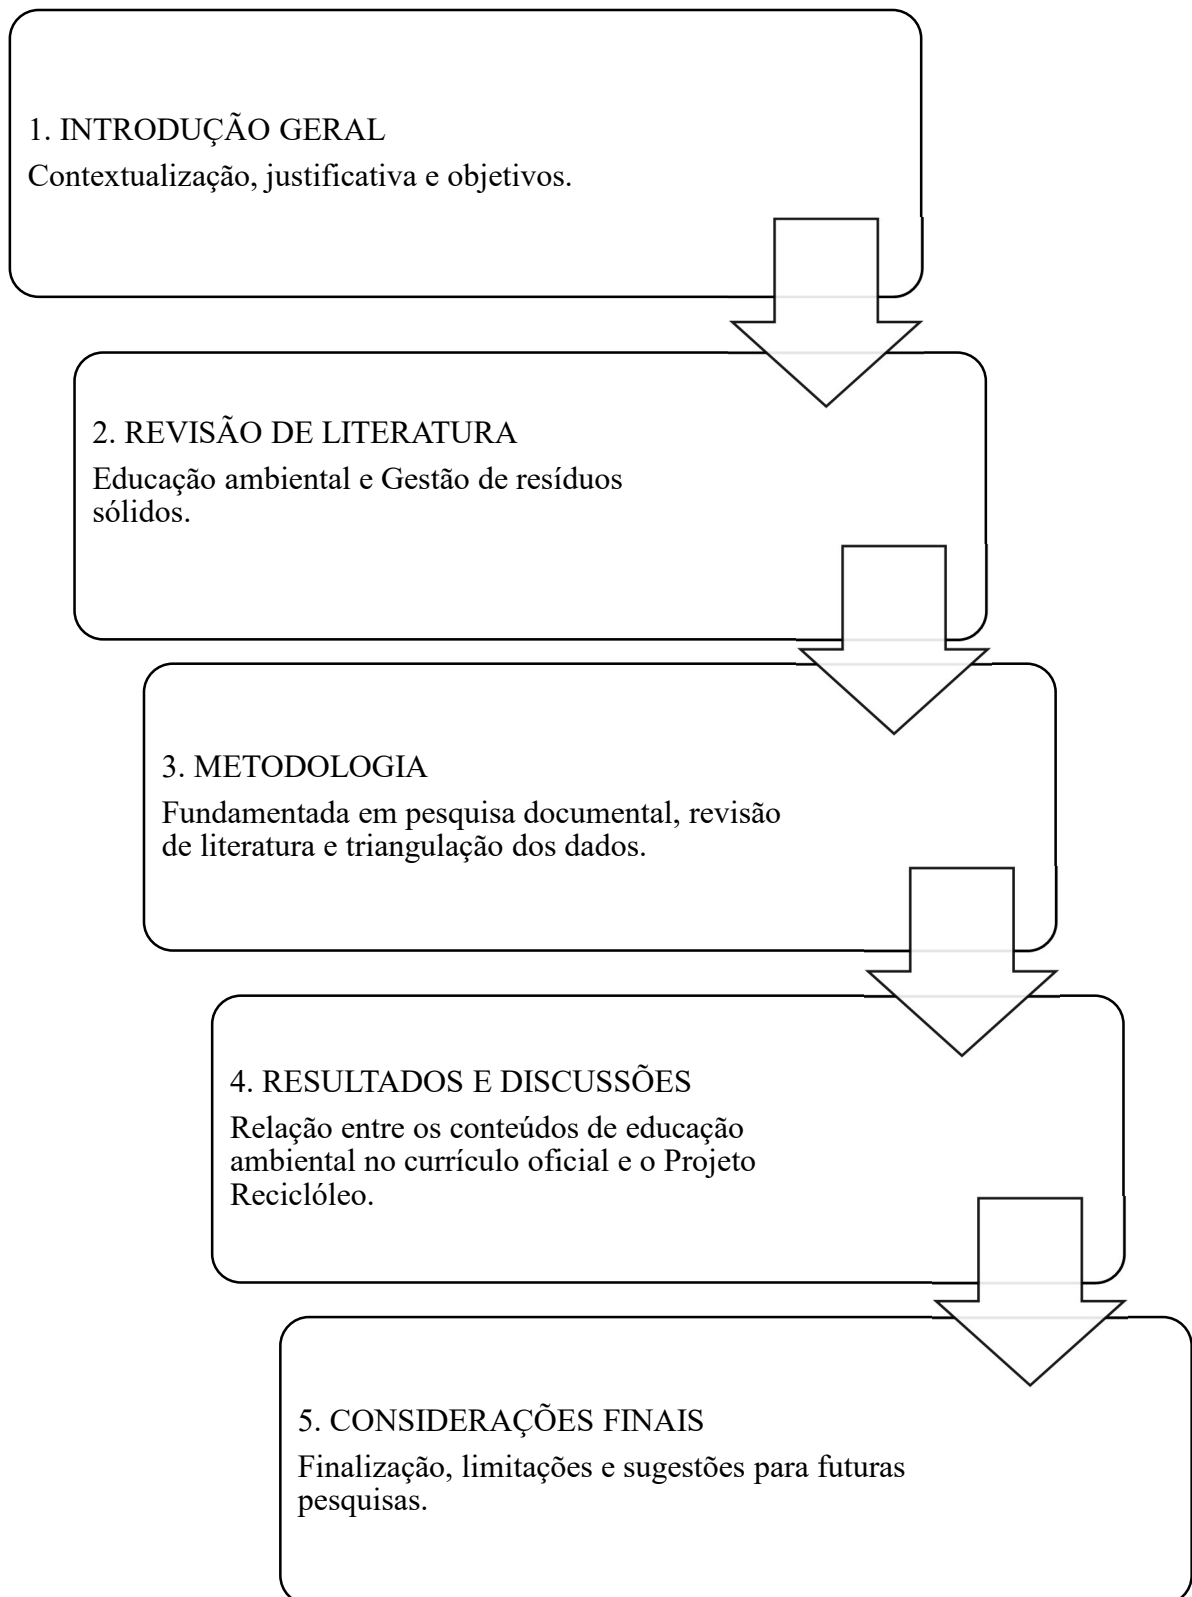 1. INTRODUÇÃO GERAL
Contextualização, justificativa e objetivos.
2. REVISÃO DE LITERATURA
Educação ambiental e Gestão de resíduos
sólidos.
3. METODOLOGIA
Fundamentada em pesquisa documental, revisão
de literatura e triangulação dos dados.
4. RESULTADOS E DISCUSSÕES
Relação entre os conteúdos de educação
ambiental no currículo oficial e o Projeto
Reciclóleo.
5. CONSIDERAÇÕES FINAIS
Finalização, limitações e sugestões para futuras
pesquisas.